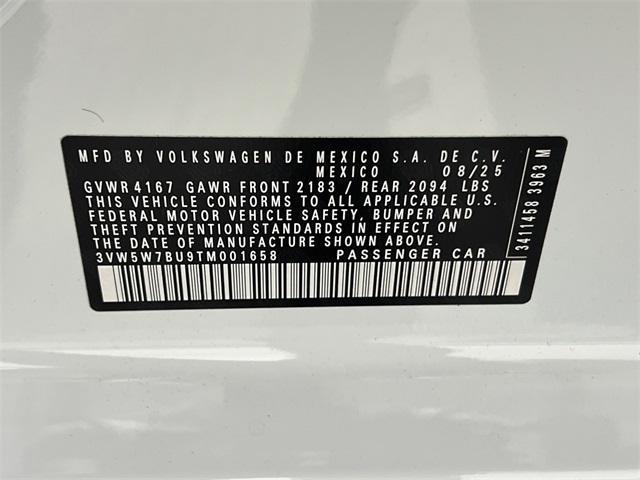 MFD BY VOLKSWAGEN DE MEXICO S.A. DE C.V.
MEXICO 08/25
GVWR 4167 GAWR FRONT 2183 / REAR 2094 LBS
THIS VEHICLE CONFORMS TO ALL APPLICABLE U.S.
FEDERAL MOTOR VEHICLE SAFETY, BUMPER AND
THEFT PREVENTION STANDARDS IN EFFECT ON
THE DATE OF MANUFACTURE SHOWN ABOVE.
3VW5W7BU9TM001658 PASSENGER CAR
3411458 3963 M